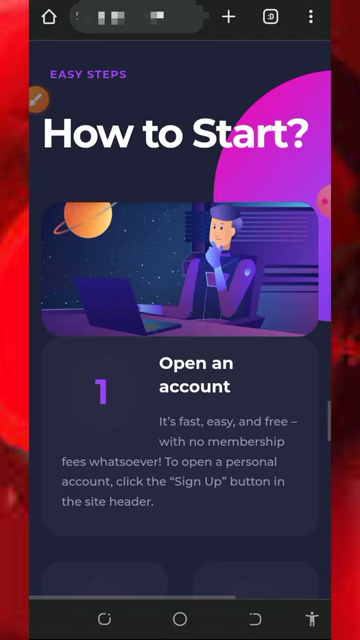 :D
EASY STEPS
How to Start?
1
Open an
account
It's fast, easy, and free –
with no membership
fees whatsoever! To open a personal
account, click the “Sign Up” button in
the site header.